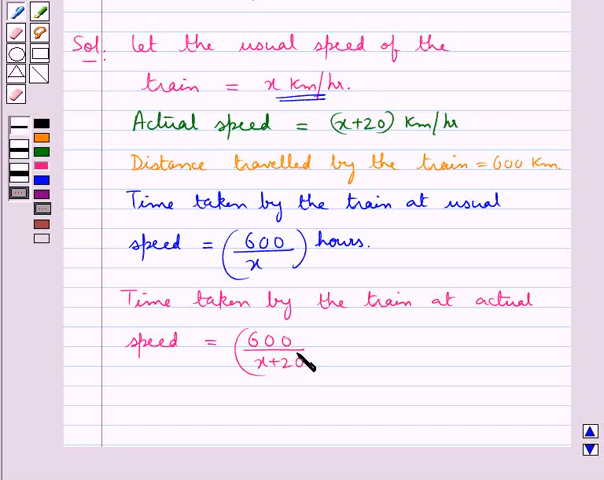 Sol. Let the usual speed of the
train = x km/hr.
Actual speed = (x+20) Km/hr
Distance travelled by the train = 600 Km.
Time taken by the train at usual
speed = (600/x) hours.
Time taken by the train at actual
speed = (600/x+20